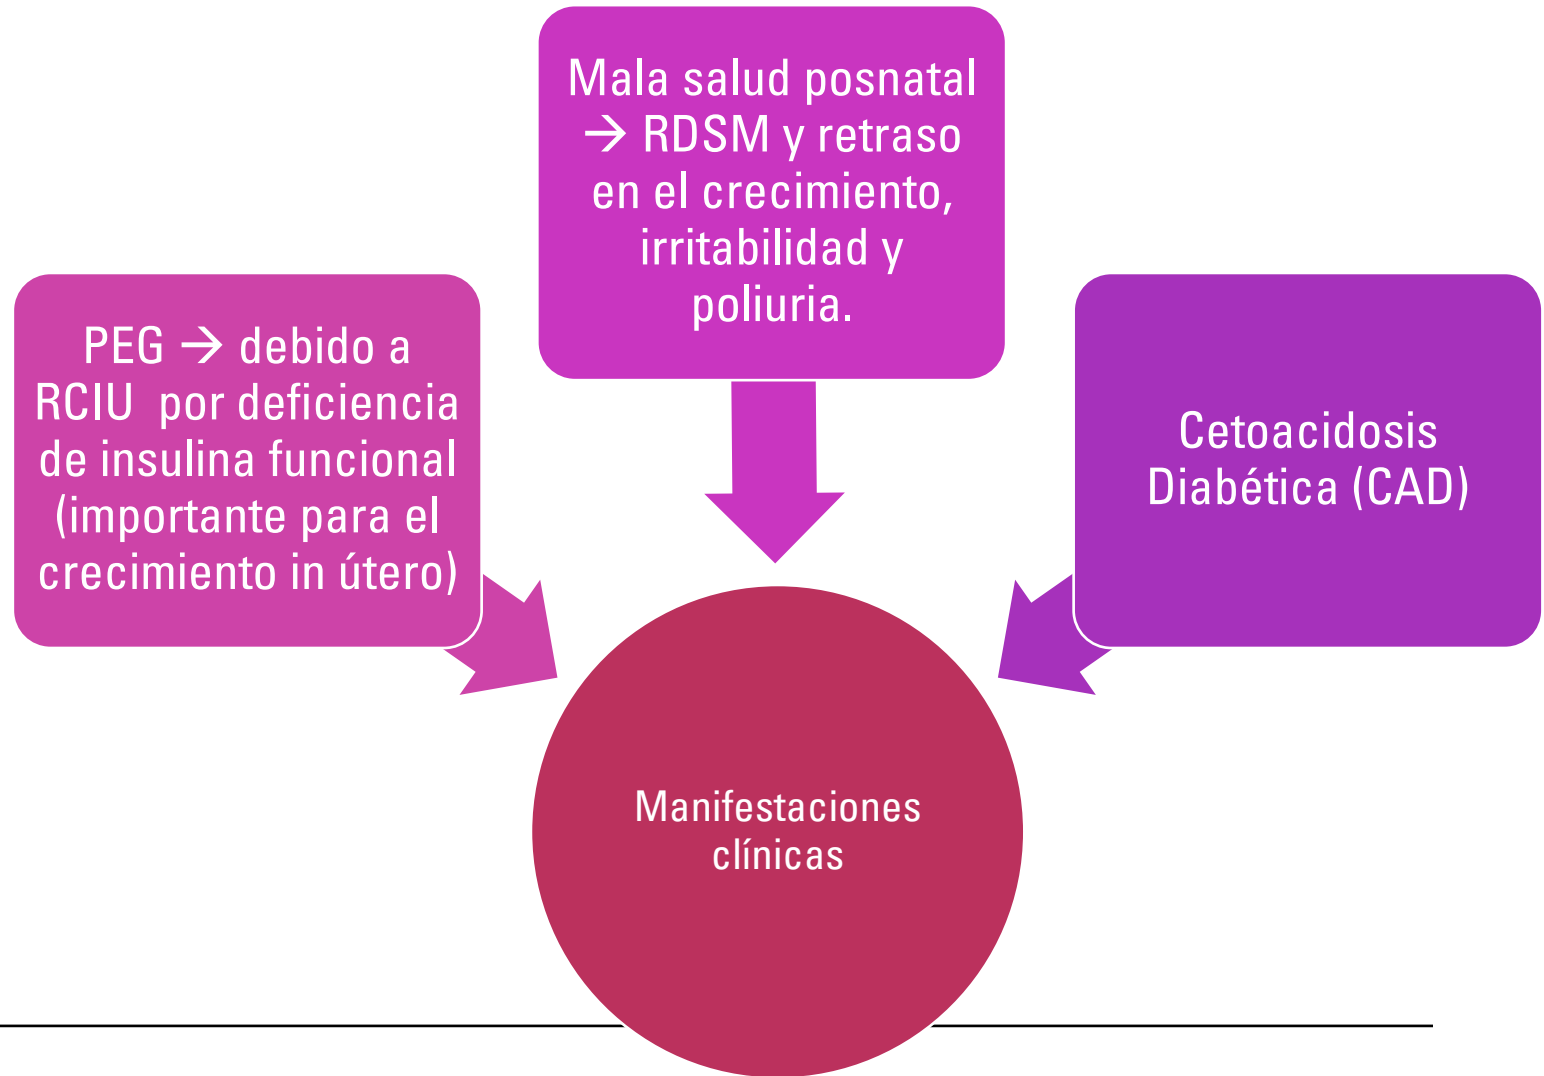 PEG → debido a
RCIU por deficiencia
de insulina funcional
(importante para el
crecimiento in útero)
Mala salud posnatal
→ RDSM y retraso
en el crecimiento,
irritabilidad y
poliuria.
Cetoacidosis
Diabética (CAD)
Manifestaciones
clínicas